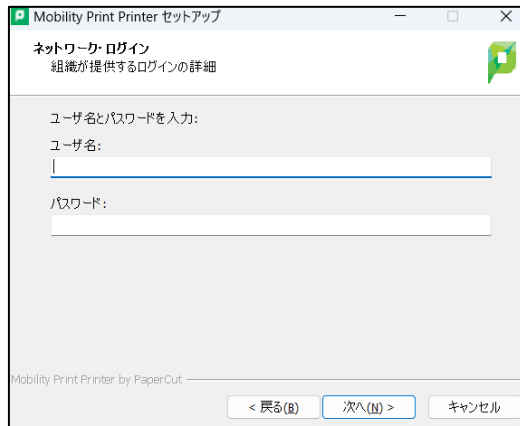 Mobility Print Printer セットアップ
ネットワーク・ログイン
組織が提供するログインの詳細
ユーザ名とパスワードを入力:
ユーザ名:
パスワード:
Mobility Print Printer by PaperCut
< 戻る(B)
次へ(N) >
キャンセル